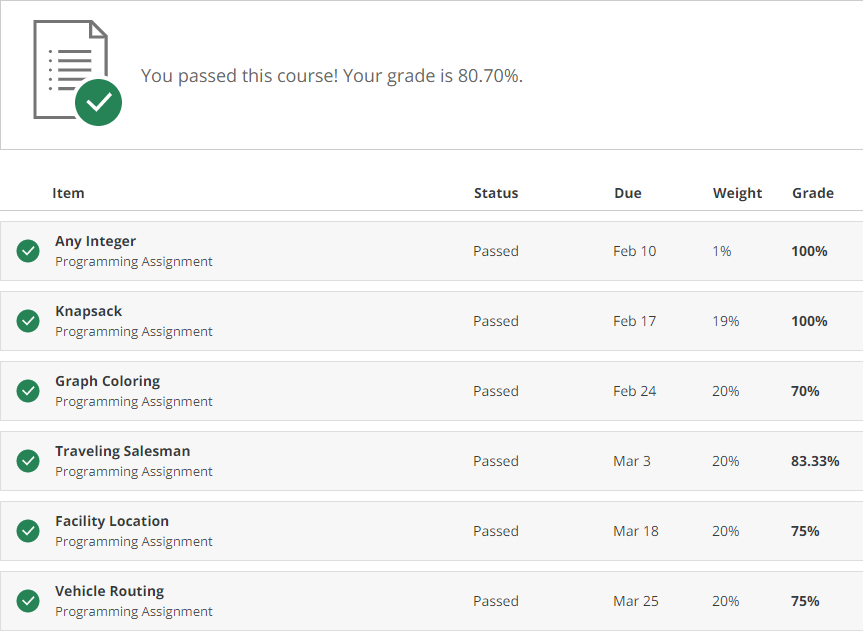 You passed this course! Your grade is 80.70%.
Item Status Due Weight Grade
Any Integer
Programming Assignment
Passed Feb 10 1% 100%
Knapsack
Programming Assignment
Passed Feb 17 19% 100%
Graph Coloring
Programming Assignment
Passed Feb 24 20% 70%
Traveling Salesman
Programming Assignment
Passed Mar 3 20% 83.33%
Facility Location
Programming Assignment
Passed Mar 18 20% 75%
Vehicle Routing
Programming Assignment
Passed Mar 25 20% 75%